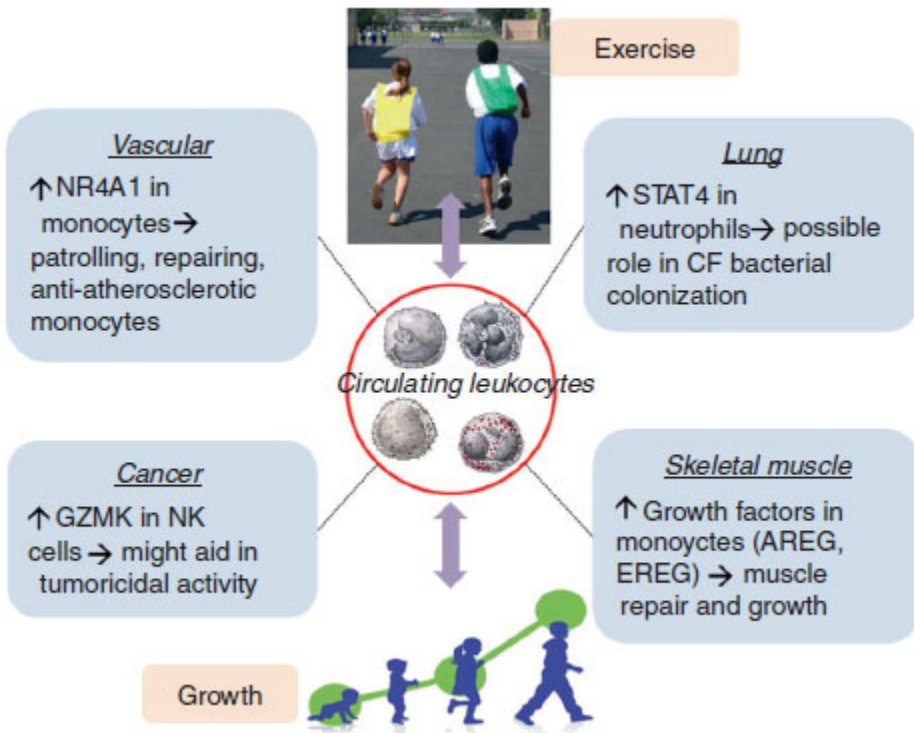 Exercise
Vascular
↑ NR4A1 in
monocytes →
patrolling, repairing,
anti-atherosclerotic
monocytes
Lung
↑ STAT4 in
neutrophils → possible
role in CF bacterial
colonization
Circulating leukocytes
Cancer
↑ GZMK in NK
cells → might aid in
tumoricidal activity
Skeletal muscle
↑ Growth factors in
monoyctes (AREG,
EREG) → muscle
repair and growth
Growth